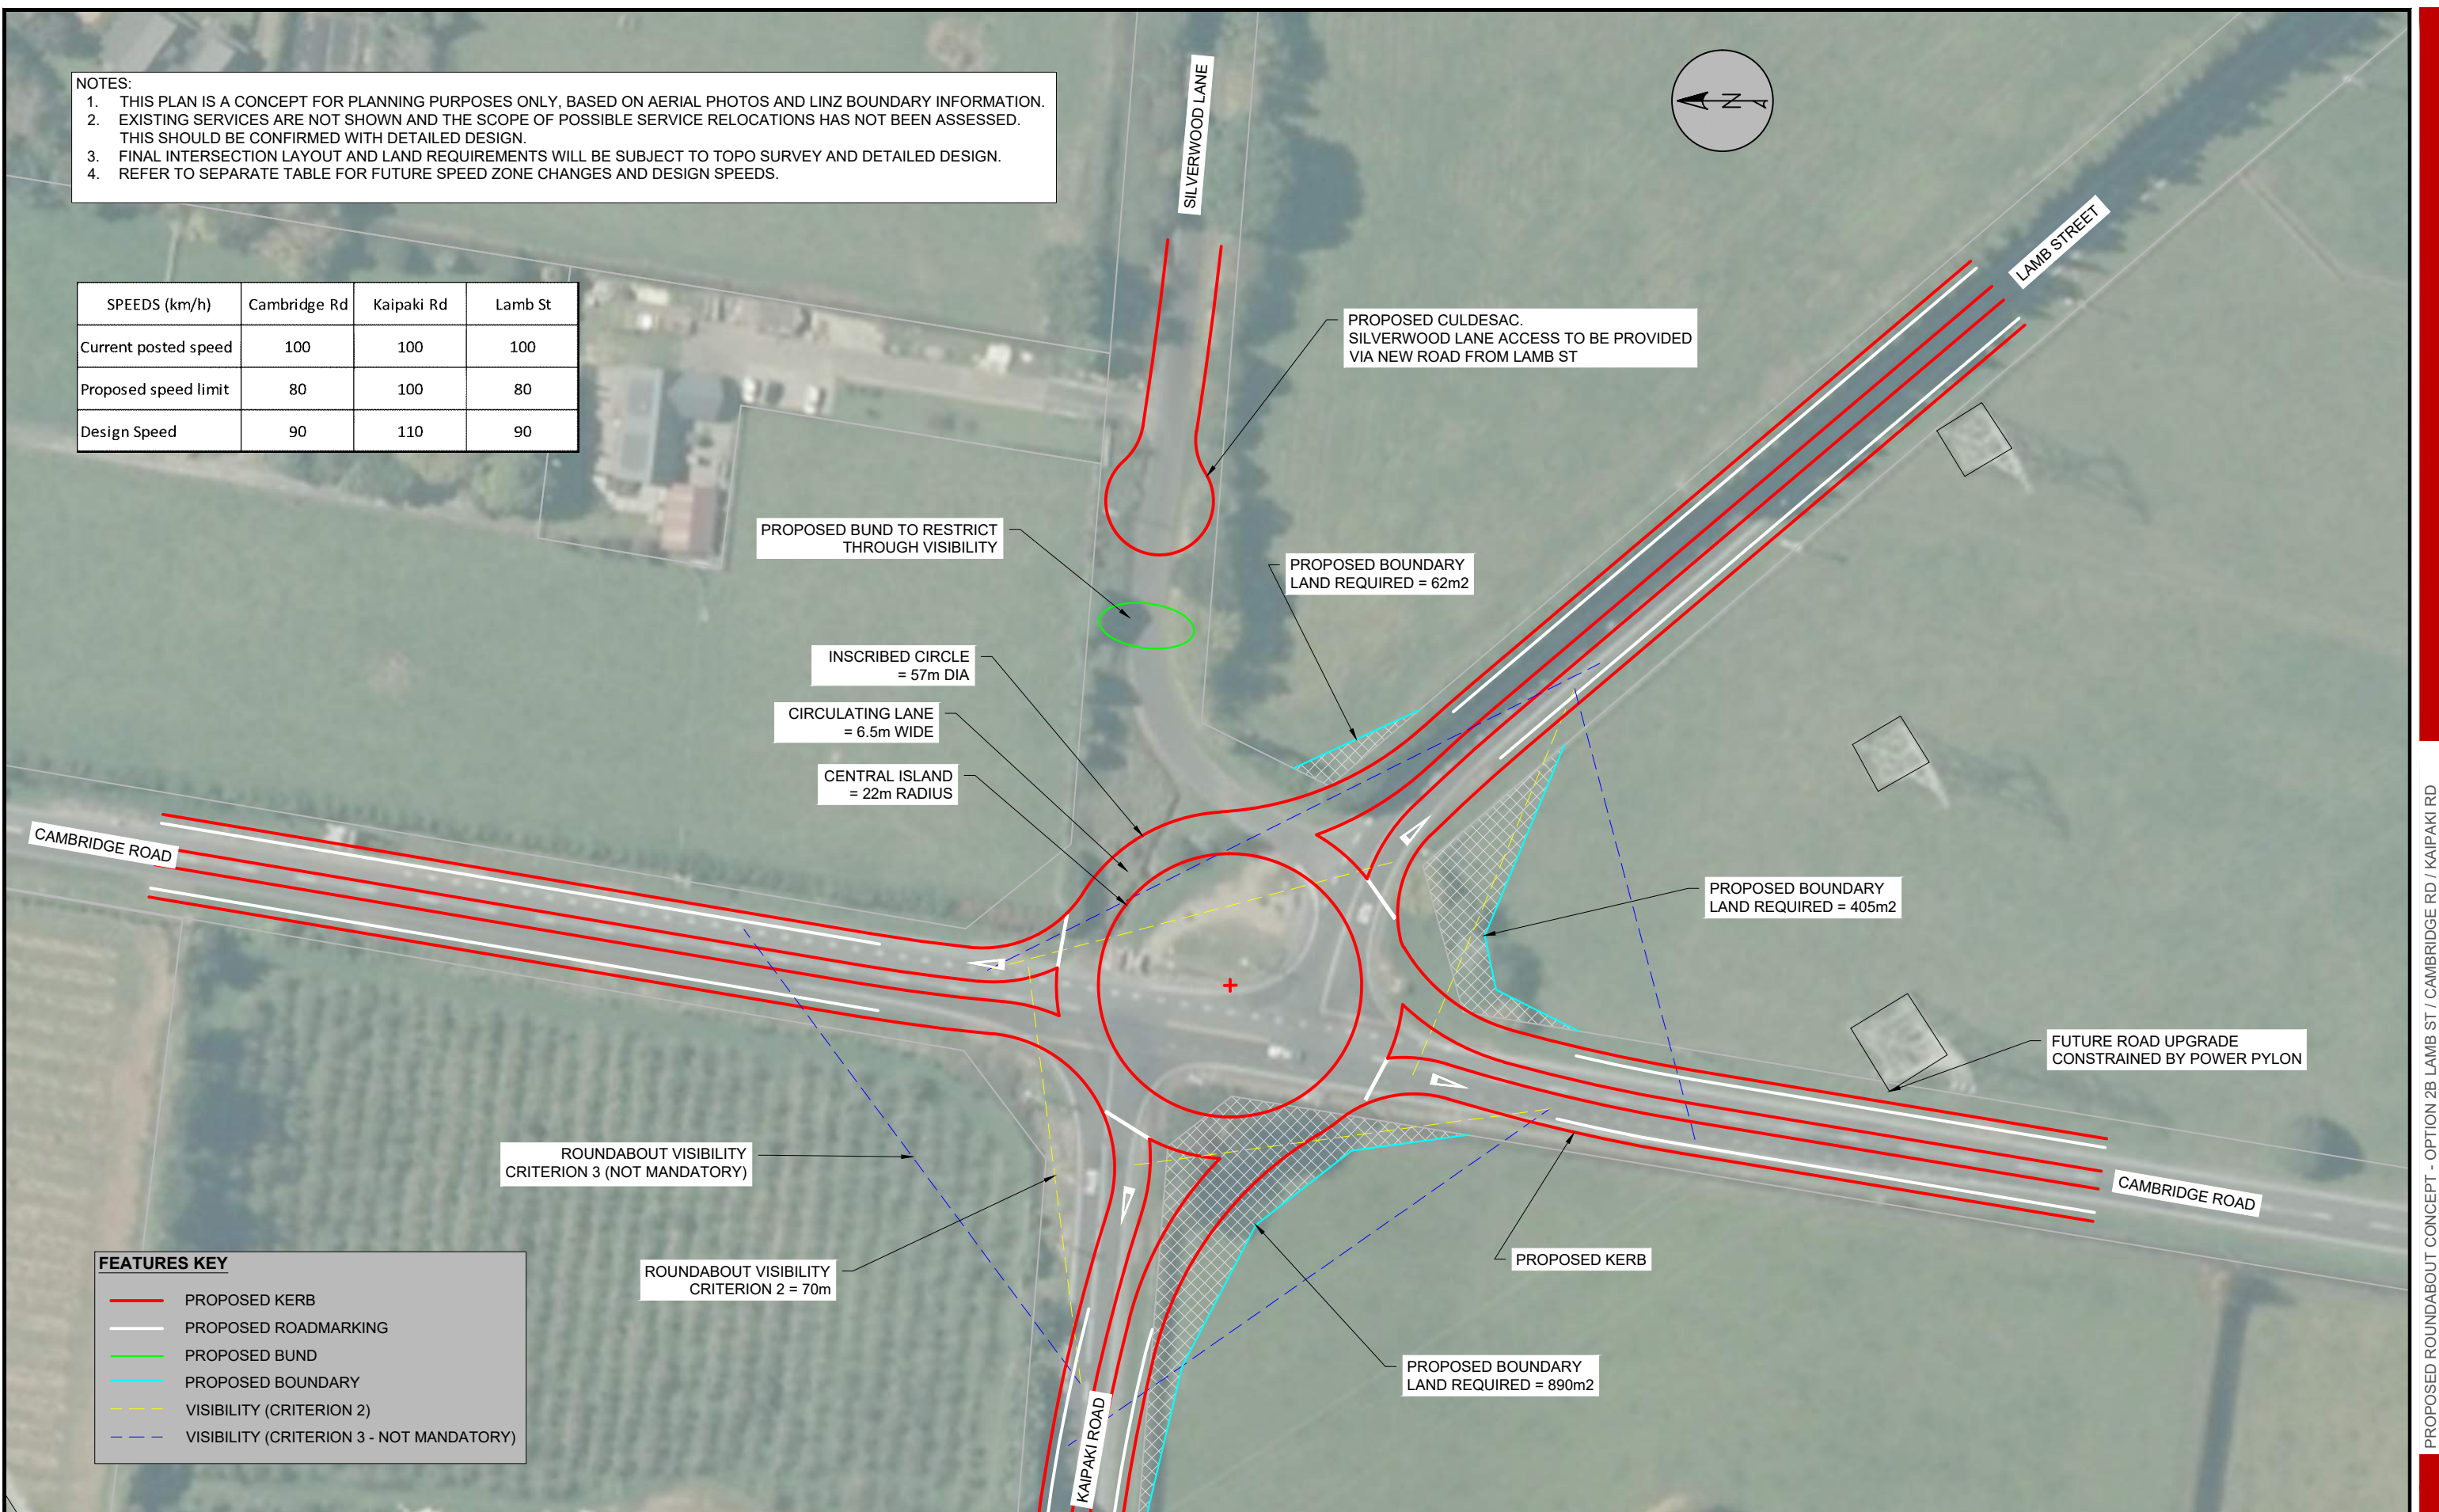 NOTES:
1. THIS PLAN IS A CONCEPT FOR PLANNING PURPOSES ONLY, BASED ON AERIAL PHOTOS AND LINZ BOUNDARY INFORMATION.
2. EXISTING SERVICES ARE NOT SHOWN AND THE SCOPE OF POSSIBLE SERVICE RELOCATIONS HAS NOT BEEN ASSESSED.
THIS SHOULD BE CONFIRMED WITH DETAILED DESIGN.
3. FINAL INTERSECTION LAYOUT AND LAND REQUIREMENTS WILL BE SUBJECT TO TOPO SURVEY AND DETAILED DESIGN.
4. REFER TO SEPARATE TABLE FOR FUTURE SPEED ZONE CHANGES AND DESIGN SPEEDS.
SILVERWOOD LANE
N
LAMB STREET
SPEEDS (km/h) Cambridge Rd Kaipaki Rd Lamb St
Current posted speed 100 100 100
Proposed speed limit 80 100 80
Design Speed 90 110 90
PROPOSED CULDESAC.
SILVERWOOD LANE ACCESS TO BE PROVIDED
VIA NEW ROAD FROM LAMB ST
PROPOSED BUND TO RESTRICT
THROUGH VISIBILITY
PROPOSED BOUNDARY
LAND REQUIRED = 62m2
INSCRIBED CIRCLE
= 57m DIA
CIRCULATING LANE
= 6.5m WIDE
CENTRAL ISLAND
= 22m RADIUS
CAMBRIDGE ROAD
PROPOSED BOUNDARY
LAND REQUIRED = 405m2
FUTURE ROAD UPGRADE
CONSTRAINED BY POWER PYLON
ROUNDABOUT VISIBILITY
CRITERION 3 (NOT MANDATORY)
CAMBRIDGE ROAD
ROUNDABOUT VISIBILITY
CRITERION 2 = 70m
PROPOSED KERB
PROPOSED BOUNDARY
LAND REQUIRED = 890m2
KAIPAKI ROAD
FEATURES KEY
PROPOSED KERB
PROPOSED ROADMARKING
PROPOSED BUND
PROPOSED BOUNDARY
VISIBILITY (CRITERION 2)
VISIBILITY (CRITERION 3 - NOT MANDATORY)
PROPOSED ROUNDABOUT CONCEPT - OPTION 2B LAMB ST / CAMBRIDGE RD / KAIPAKI RD